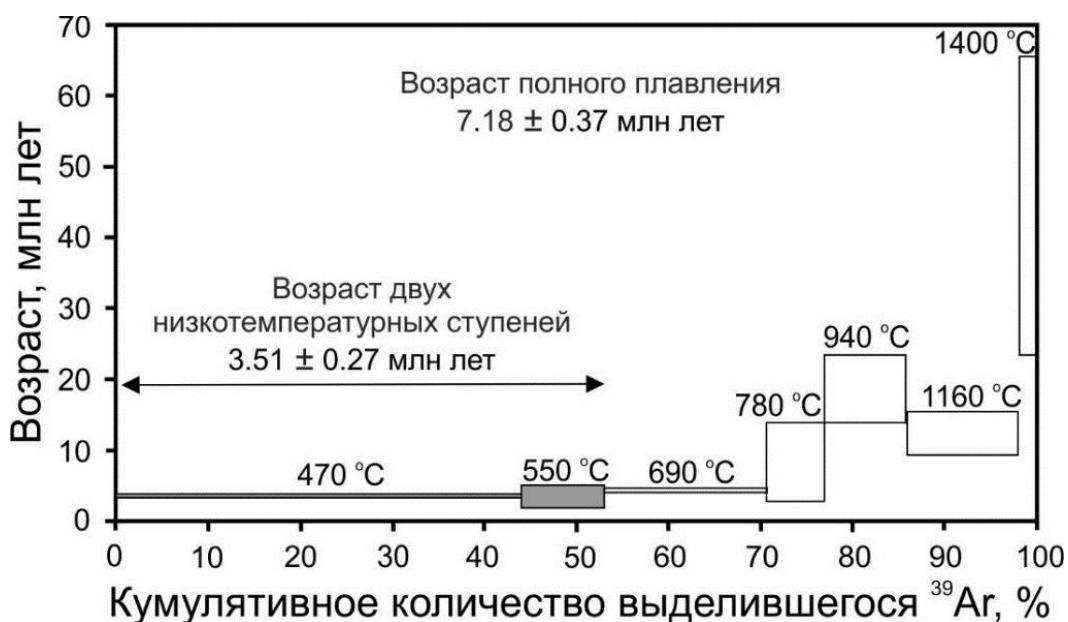 70
1400 °C
Возраст полного плавления
7.18 ± 0.37 млн лет
60
50
40
30
Возраст двух
низкотемпературных ступеней
3.51 ± 0.27 млн лет
940 °C
20
780 °C
1160 °C
10
470 °C
550 °C
690 °C
0
Возраст, млн лет
0 10 20 30 40 50 60 70 80 90 100
Кумулятивное количество выделившегося ³⁹Ar, %